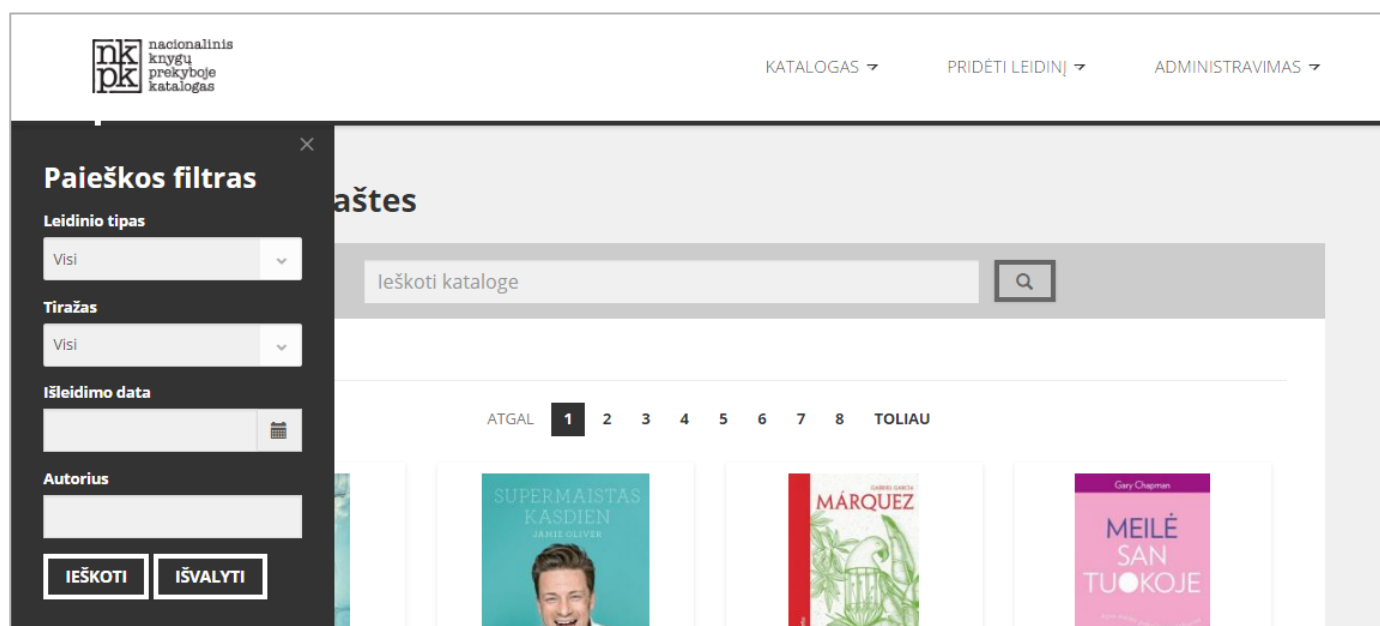 nacionalinis
knygų
prekyboje
katalogas
nk
pk
KATALOGAS
PRIDĖTI LEIDINĮ
ADMINISTRAVIMAS
Paieškos filtras
Leidinio tipas
Visi
Tiražas
Visi
Išleidimo data
Autorius
IEŠKOTI
IŠVALYTI
aštes
Ieškoti kataloge
ATGAL 1 2 3 4 5 6 7 8 TOLIAU
SUPERMAISTAS
KASDIEN
JAMIE OLIVER
GABRIEL GARCÍA
MÁRQUEZ
Gary Chapman
MEILĖ
SAN
TUOKOJE